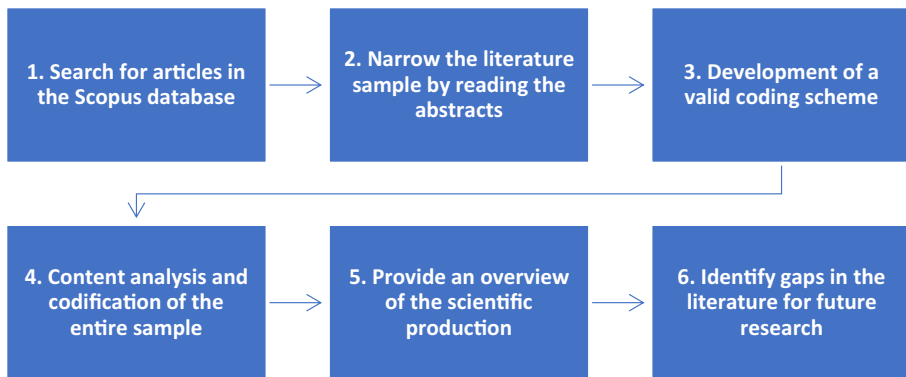 1. Search for articles in
the Scopus database
2. Narrow the literature
sample by reading the
abstracts
3. Development of a
valid coding scheme
4. Content analysis and
codification of the
entire sample
5. Provide an overview
of the scientific
production
6. Identify gaps in the
literature for future
research